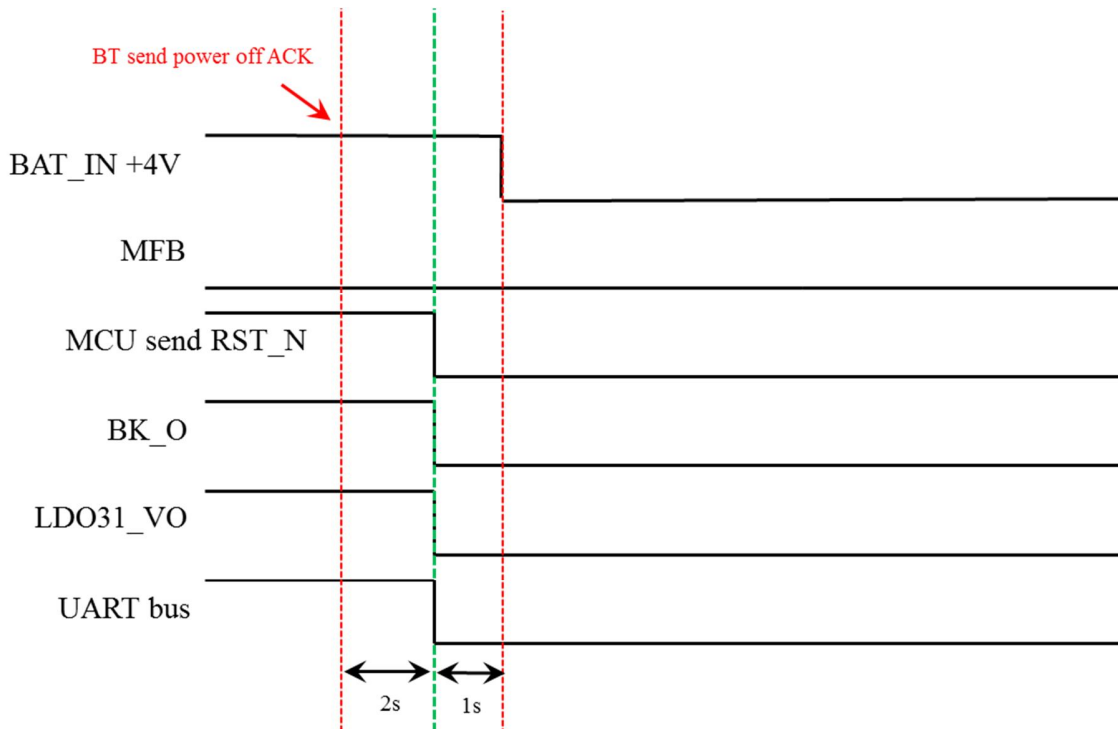 BT send power off ACK
BAT_IN +4V
MFB
MCU send RST_N
BK_O
LDO31_VO
UART bus
2s
1s